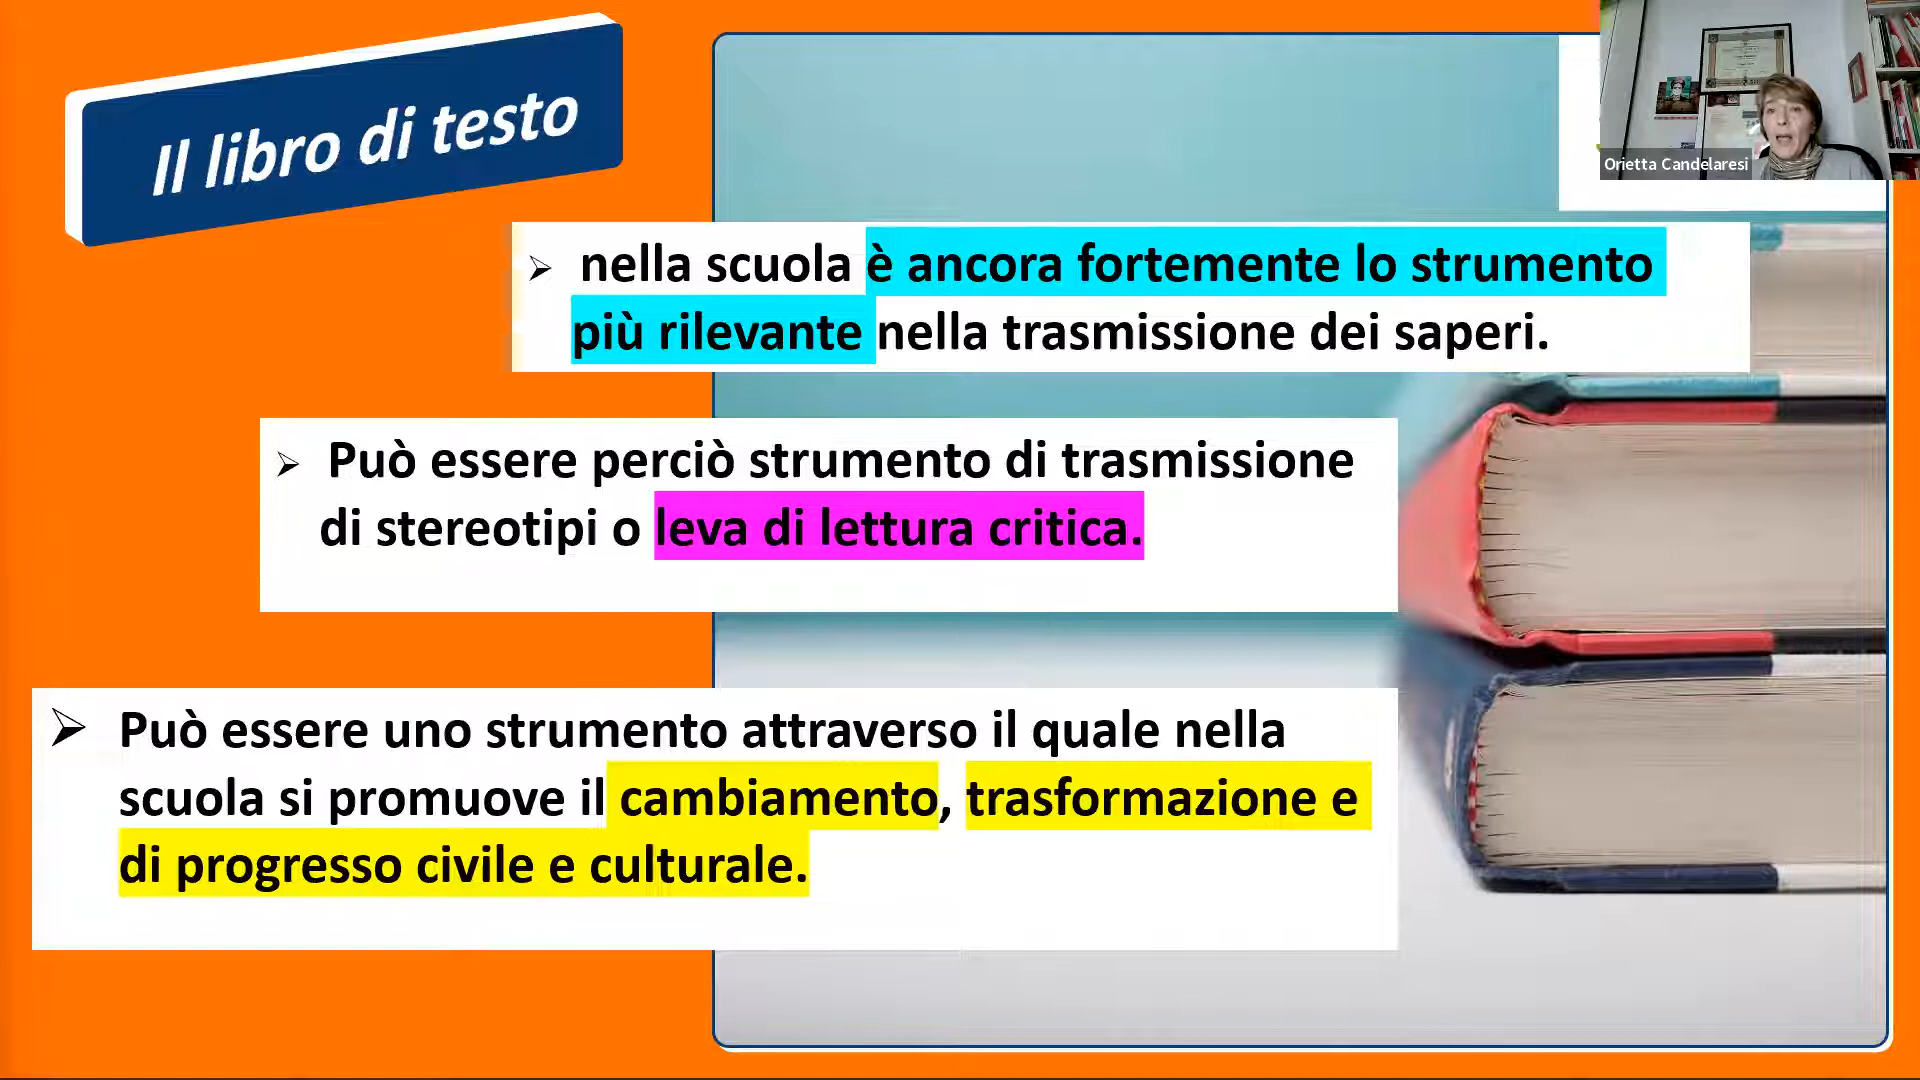 Il libro di testo
Orietta Candelaresi
nella scuola è ancora fortemente lo strumento
più rilevante nella trasmissione dei saperi.
Può essere perciò strumento di trasmissione
di stereotipi o leva di lettura critica.
Può essere uno strumento attraverso il quale nella
scuola si promuove il cambiamento, trasformazione e
di progresso civile e culturale.